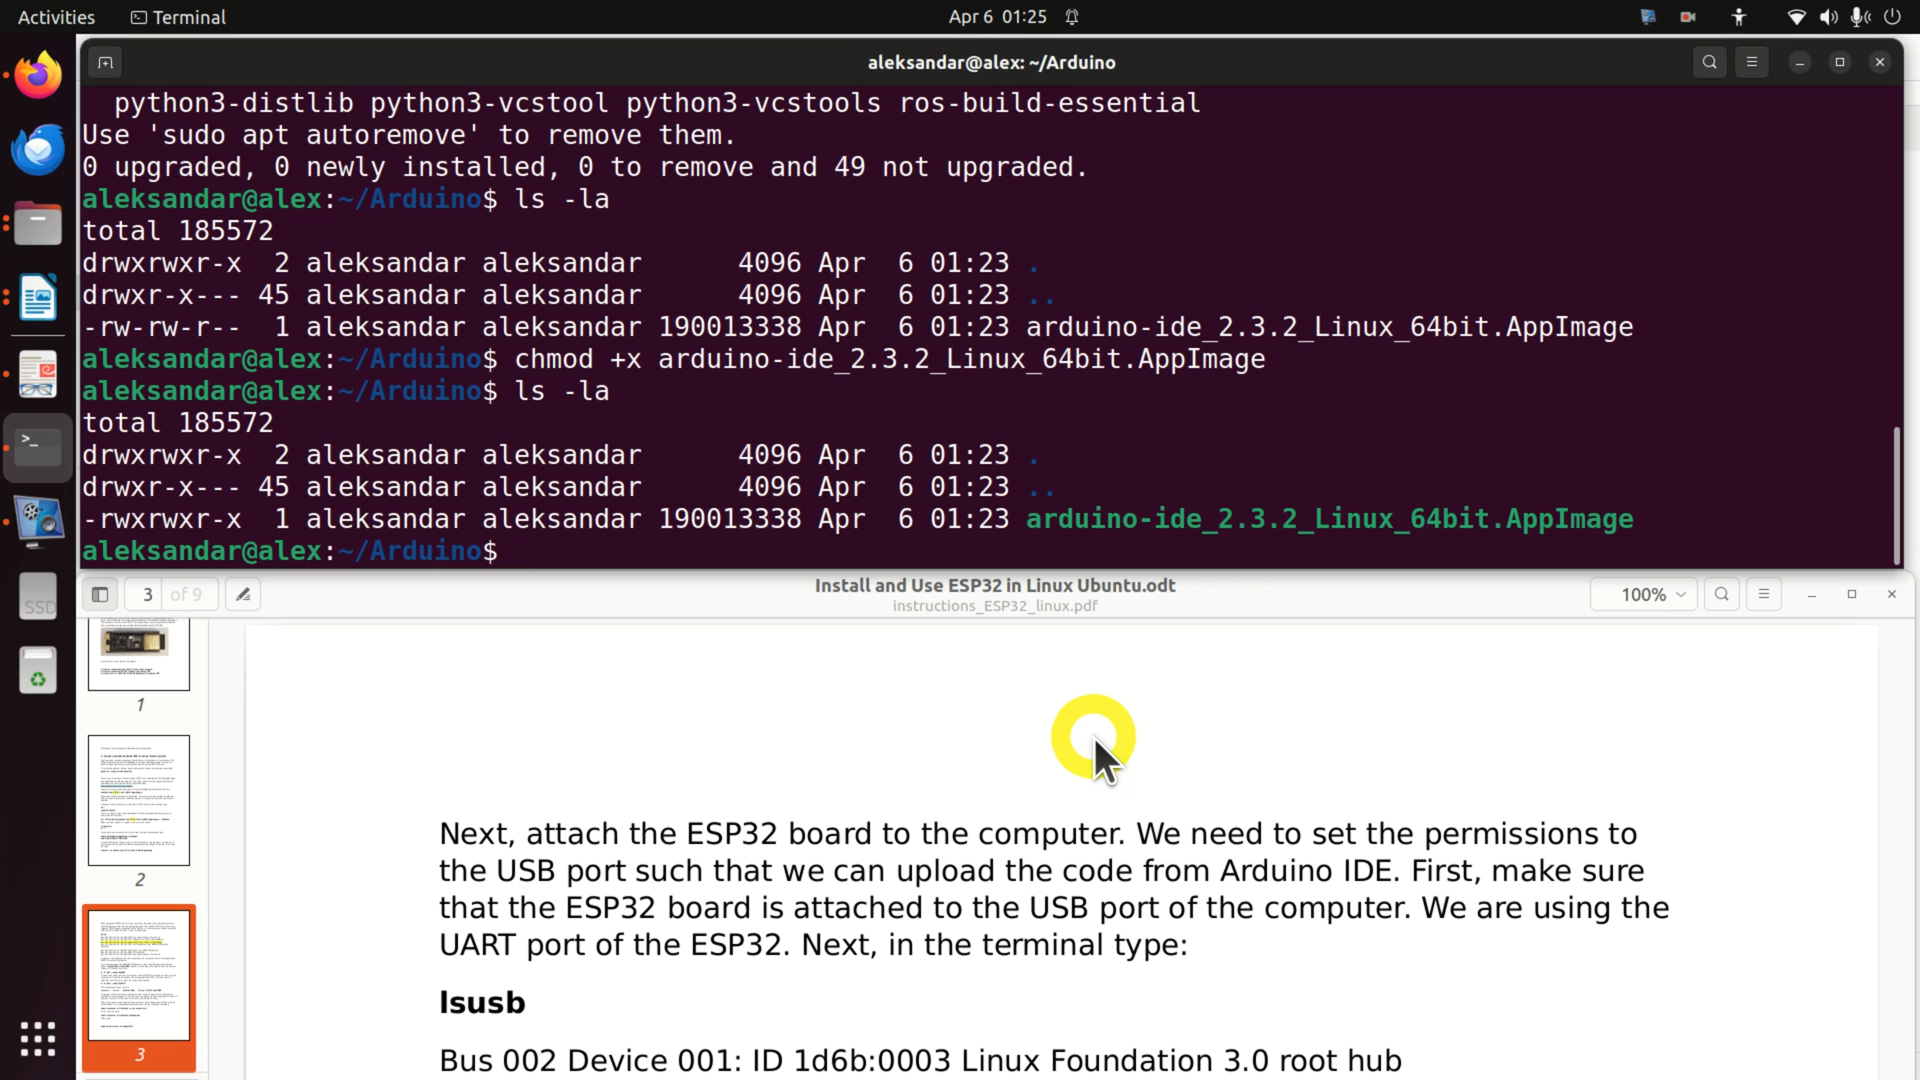 Activities
Terminal
Apr 6 01:25
aleksandar@alex: ~/Arduino
python3-distlib python3-vcstool python3-vcstools ros-build-essential
Use 'sudo apt autoremove' to remove them.
0 upgraded, 0 newly installed, 0 to remove and 49 not upgraded.
aleksandar@alex:~/Arduino$ ls -la
total 185572
drwxrwxr-x  2 aleksandar aleksandar      4096 Apr  6 01:23 .
drwxr-x--- 45 aleksandar aleksandar      4096 Apr  6 01:23 ..
-rw-rw-r--  1 aleksandar aleksandar 190013338 Apr  6 01:23 arduino-ide_2.3.2_Linux_64bit.AppImage
aleksandar@alex:~/Arduino$ chmod +x arduino-ide_2.3.2_Linux_64bit.AppImage
aleksandar@alex:~/Arduino$ ls -la
total 185572
drwxrwxr-x  2 aleksandar aleksandar      4096 Apr  6 01:23 .
drwxr-x--- 45 aleksandar aleksandar      4096 Apr  6 01:23 ..
-rwxrwxr-x  1 aleksandar aleksandar 190013338 Apr  6 01:23 arduino-ide_2.3.2_Linux_64bit.AppImage
aleksandar@alex:~/Arduino$
SSD
3 of 9
Install and Use ESP32 in Linux Ubuntu.odt
instructions_ESP32_linux.pdf
100%
1
2
3
Next, attach the ESP32 board to the computer. We need to set the permissions to
the USB port such that we can upload the code from Arduino IDE. First, make sure
that the ESP32 board is attached to the USB port of the computer. We are using the
UART port of the ESP32. Next, in the terminal type:
lsusb
Bus 002 Device 001: ID 1d6b:0003 Linux Foundation 3.0 root hub